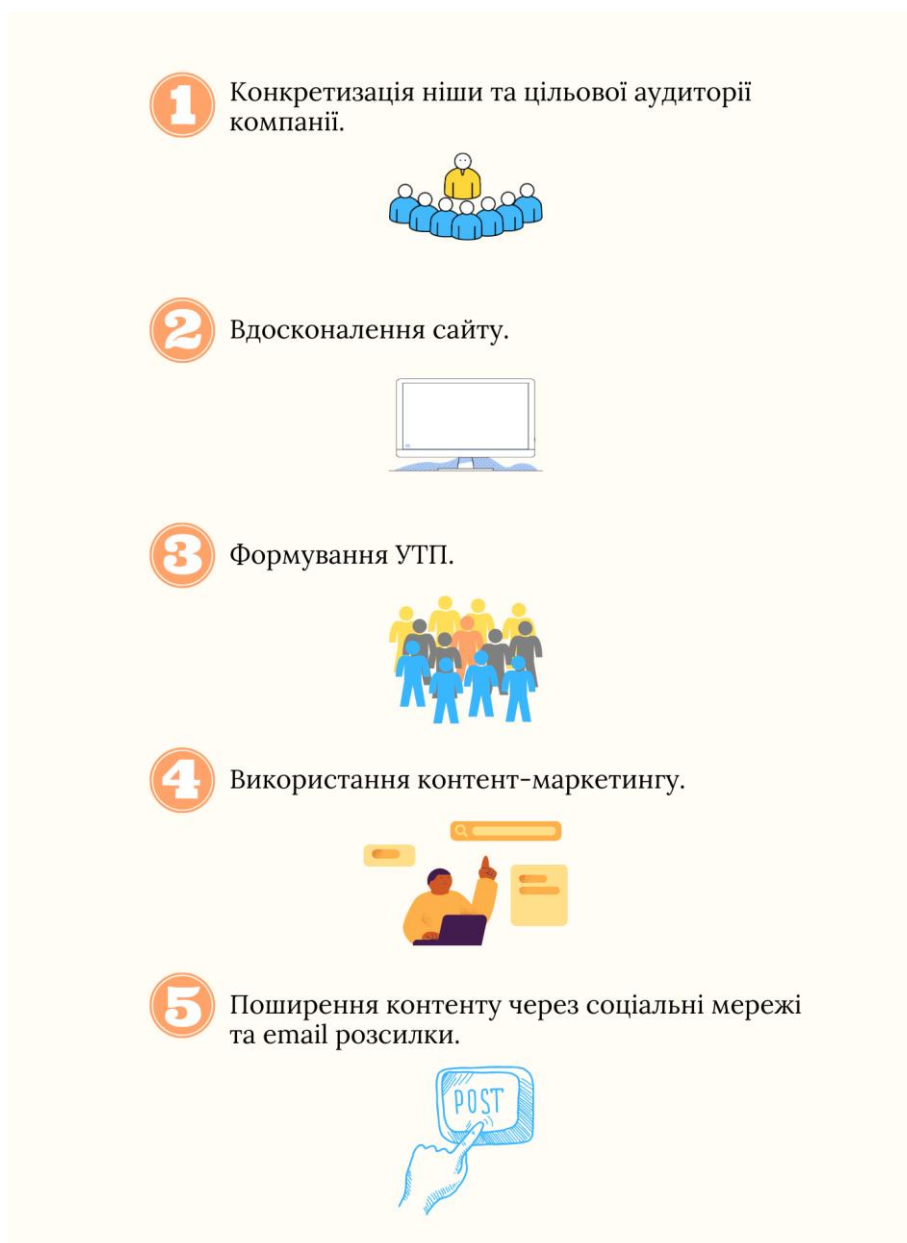 1 Конкретизація ніши та цільової аудиторії
компанії.
2 Вдосконалення сайту.
3 Формування УТП.
4 Використання контент-маркетингу.
5 Поширення контенту через соціальні мережі
та email розсилки.
POST